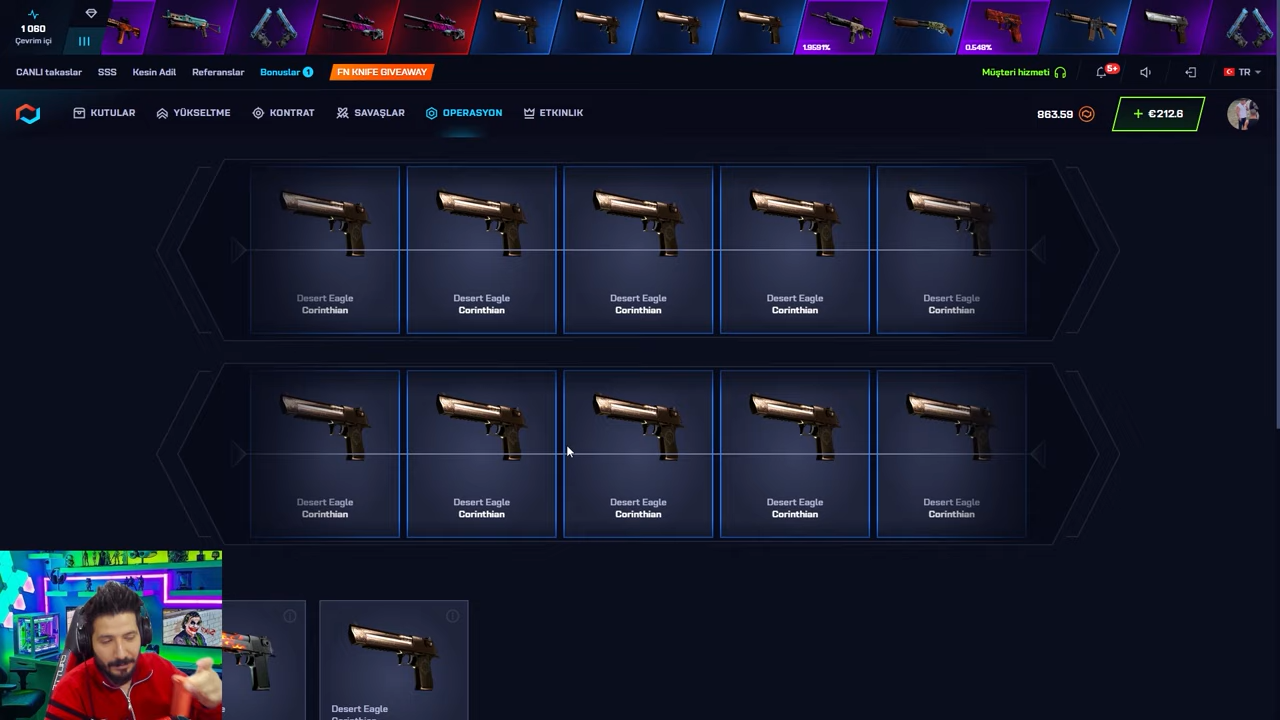 1 060
Çevrim içi
1.9591%
0.548%
CANLI takaslar
SSS
Kesin Adil
Referanslar
Bonuslar 1
FN KNIFE GIVEAWAY
Müşteri hizmeti
5+
TR
KUTULAR
YÜKSELTME
KONTRAT
SAVAŞLAR
OPERASYON
ETKINLIK
863.59
+ €212.6
Desert Eagle
Corinthian
Desert Eagle
Corinthian
Desert Eagle
Corinthian
Desert Eagle
Corinthian
Desert Eagle
Corinthian
Desert Eagle
Corinthian
Desert Eagle
Corinthian
Desert Eagle
Corinthian
Desert Eagle
Corinthian
Desert Eagle
Corinthian
Desert Eagle
Corinthian